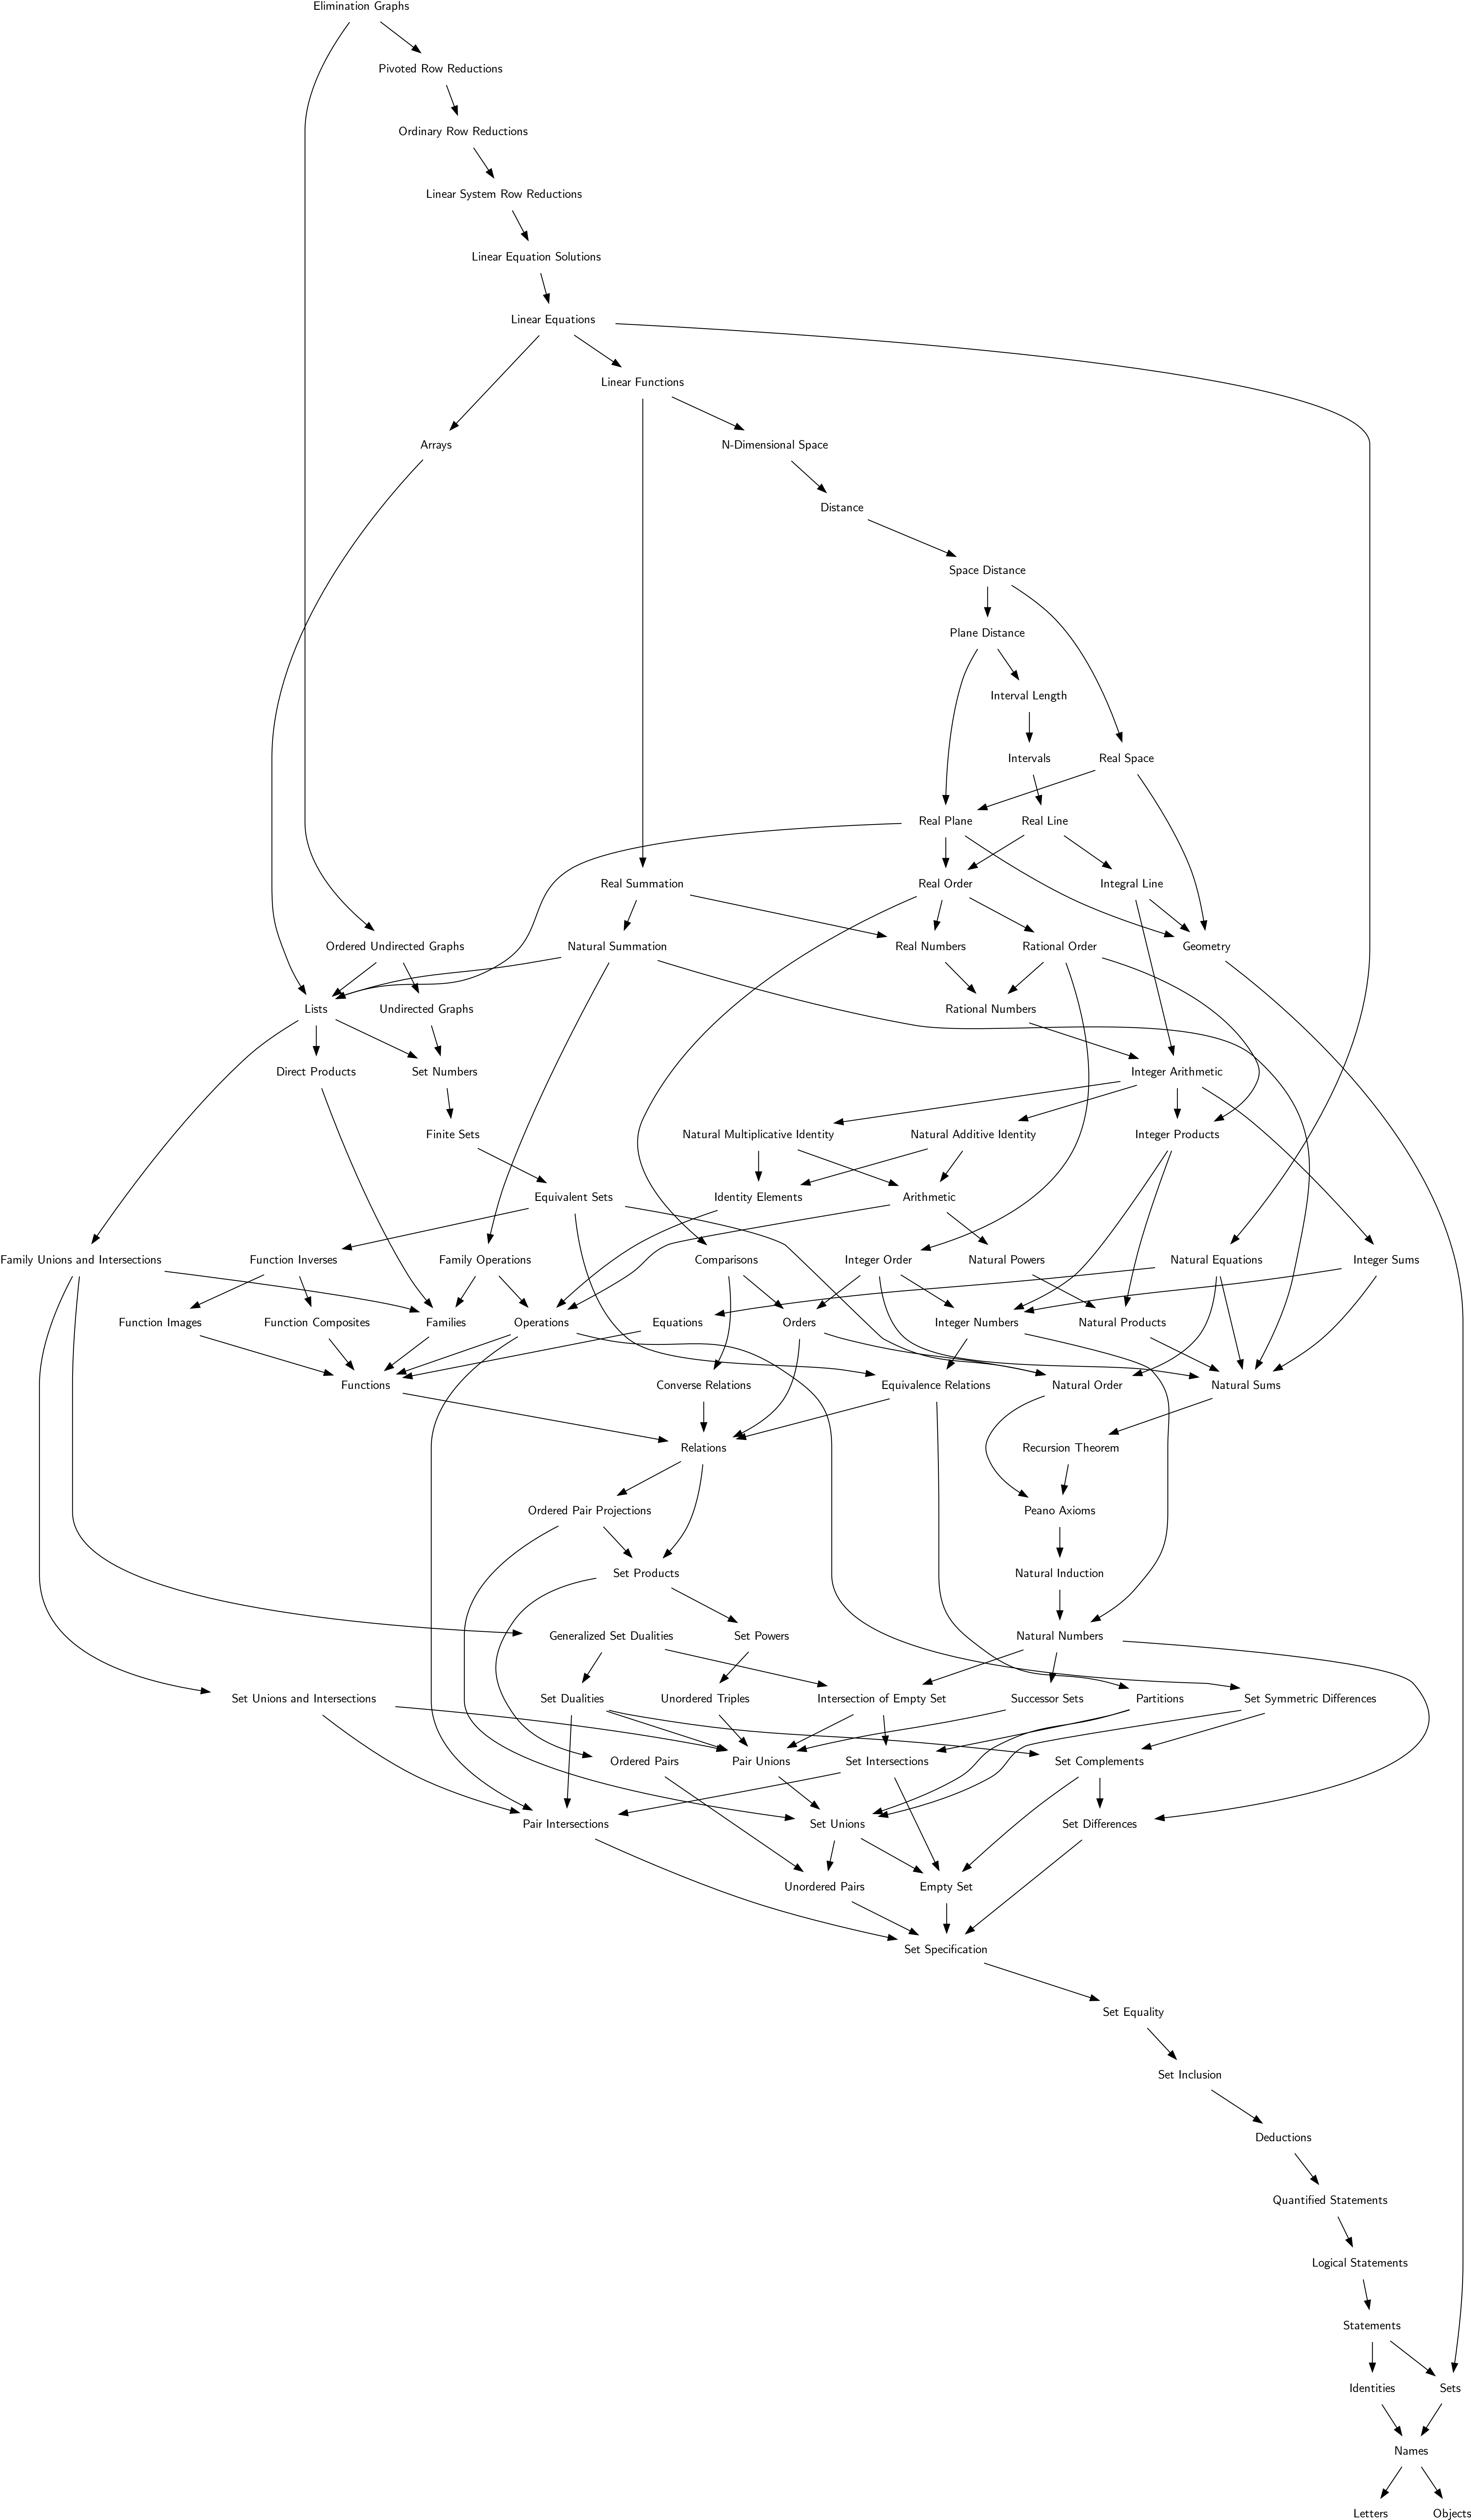 Elimination Graphs
Pivoted Row Reductions
Ordinary Row Reductions
Linear System Row Reductions
Linear Equation Solutions
Linear Equations
Linear Functions
Arrays
N-Dimensional Space
Distance
Space Distance
Plane Distance
Interval Length
Intervals
Real Space
Real Plane
Real Line
Real Summation
Real Order
Integral Line
Ordered Undirected Graphs
Natural Summation
Real Numbers
Rational Order
Geometry
Lists
Undirected Graphs
Rational Numbers
Direct Products
Set Numbers
Integer Arithmetic
Finite Sets
Natural Multiplicative Identity
Natural Additive Identity
Integer Products
Equivalent Sets
Identity Elements
Arithmetic
Family Unions and Intersections
Function Inverses
Family Operations
Comparisons
Integer Order
Natural Powers
Natural Equations
Integer Sums
Function Images
Function Composites
Families
Operations
Equations
Orders
Integer Numbers
Natural Products
Functions
Converse Relations
Equivalence Relations
Natural Order
Natural Sums
Relations
Recursion Theorem
Ordered Pair Projections
Peano Axioms
Set Products
Natural Induction
Generalized Set Dualities
Set Powers
Natural Numbers
Set Unions and Intersections
Set Dualities
Unordered Triples
Intersection of Empty Set
Successor Sets
Partitions
Set Symmetric Differences
Ordered Pairs
Pair Unions
Set Intersections
Set Complements
Pair Intersections
Set Unions
Set Differences
Unordered Pairs
Empty Set
Set Specification
Set Equality
Set Inclusion
Deductions
Quantified Statements
Logical Statements
Statements
Identities
Sets
Names
Letters
Objects